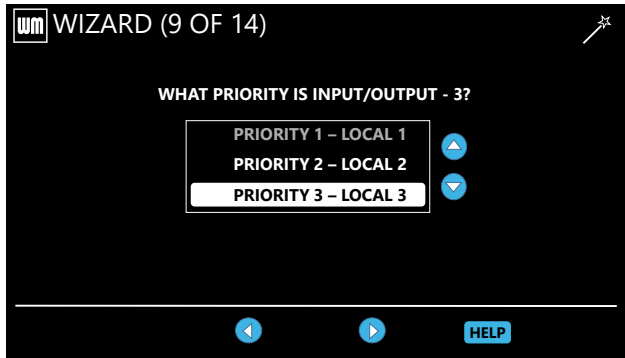 wm WIZARD (9 OF 14)
WHAT PRIORITY IS INPUT/OUTPUT - 3?
PRIORITY 1 – LOCAL 1
PRIORITY 2 – LOCAL 2
PRIORITY 3 – LOCAL 3
HELP